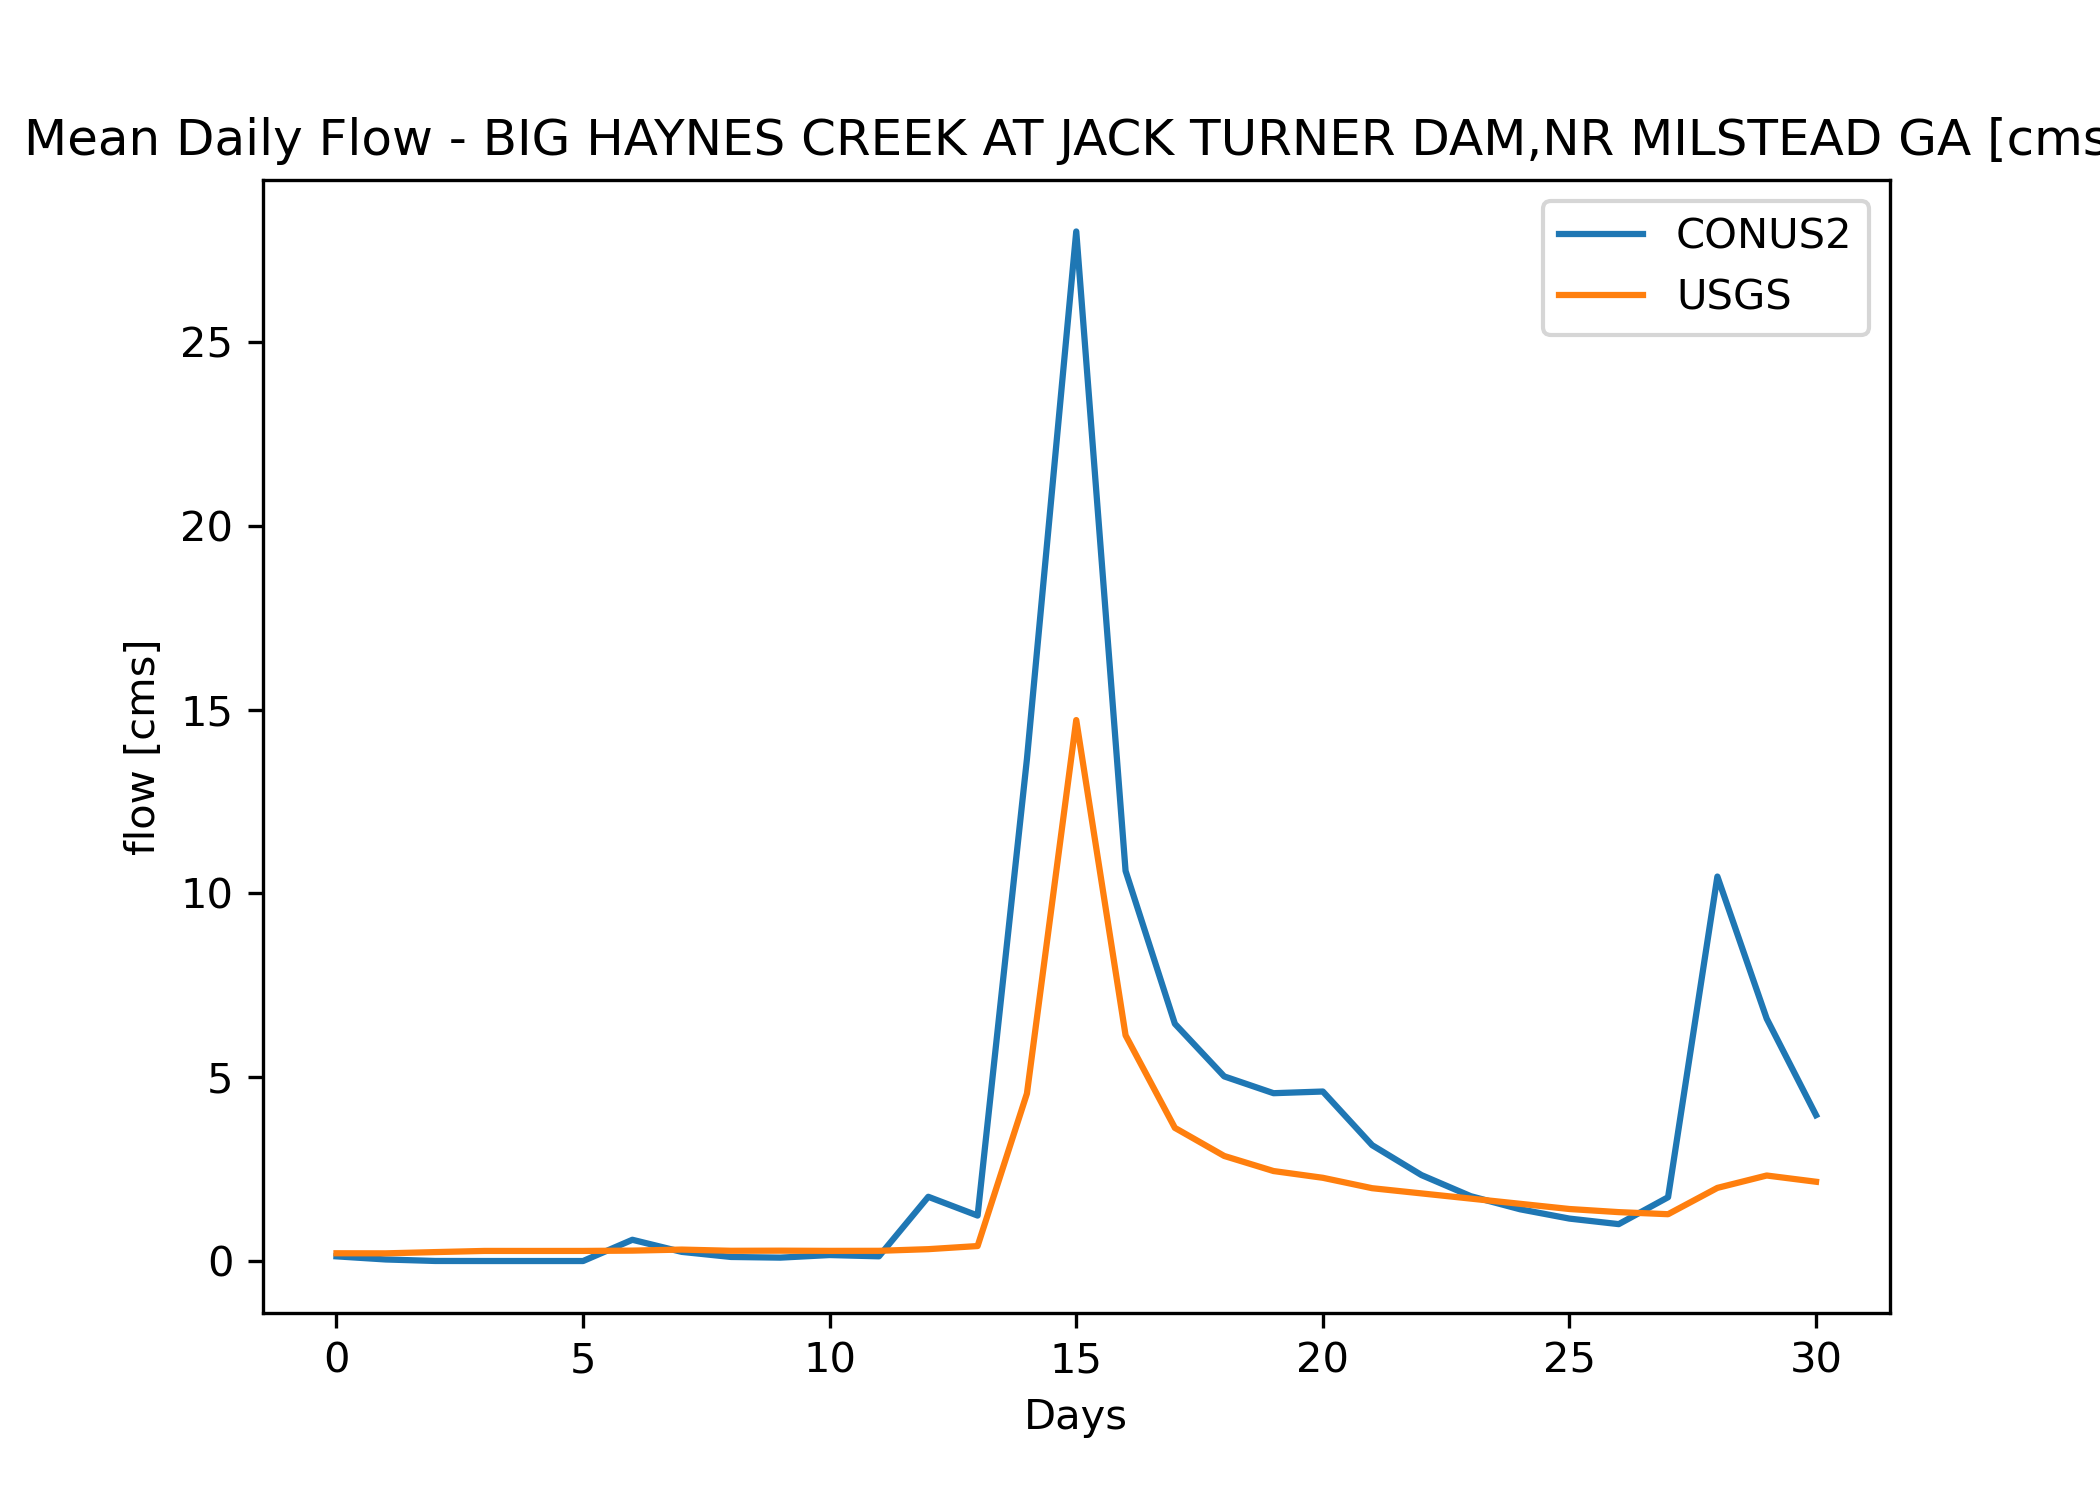 Mean Daily Flow - BIG HAYNES CREEK AT JACK TURNER DAM,NR MILSTEAD GA [cms
CONUS2
USGS
25
20
15
10
5
0
flow [cms]
0 5 10 15 20 25 30
Days